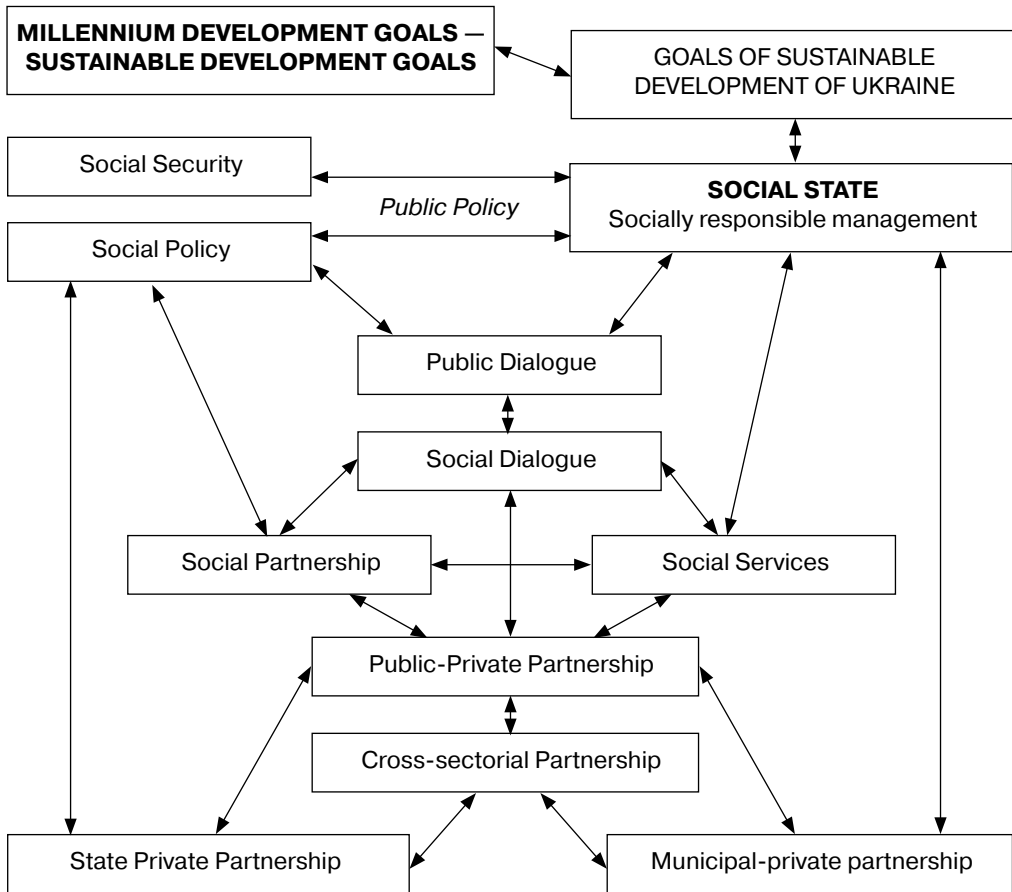 MILLENNIUM DEVELOPMENT GOALS —
SUSTAINABLE DEVELOPMENT GOALS
GOALS OF SUSTAINABLE
DEVELOPMENT OF UKRAINE
Social Security
SOCIAL STATE
Socially responsible management
Public Policy
Social Policy
Public Dialogue
Social Dialogue
Social Partnership
Social Services
Public-Private Partnership
Cross-sectorial Partnership
State Private Partnership
Municipal-private partnership